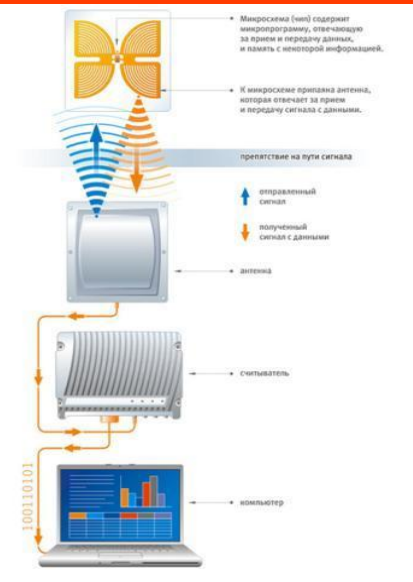 Микросхема (чип) содержит
микропрограмму, отвечающую
за прием и передачу данных,
и память с некоторой информацией.
К микросхеме припаяна антенна,
которая отвечает за прием
и передачу сигнала с данными.
препятствие на пути сигнала
отправленный
сигнал
полученный
сигнал с данными
антенна
считыватель
компьютер
100110101